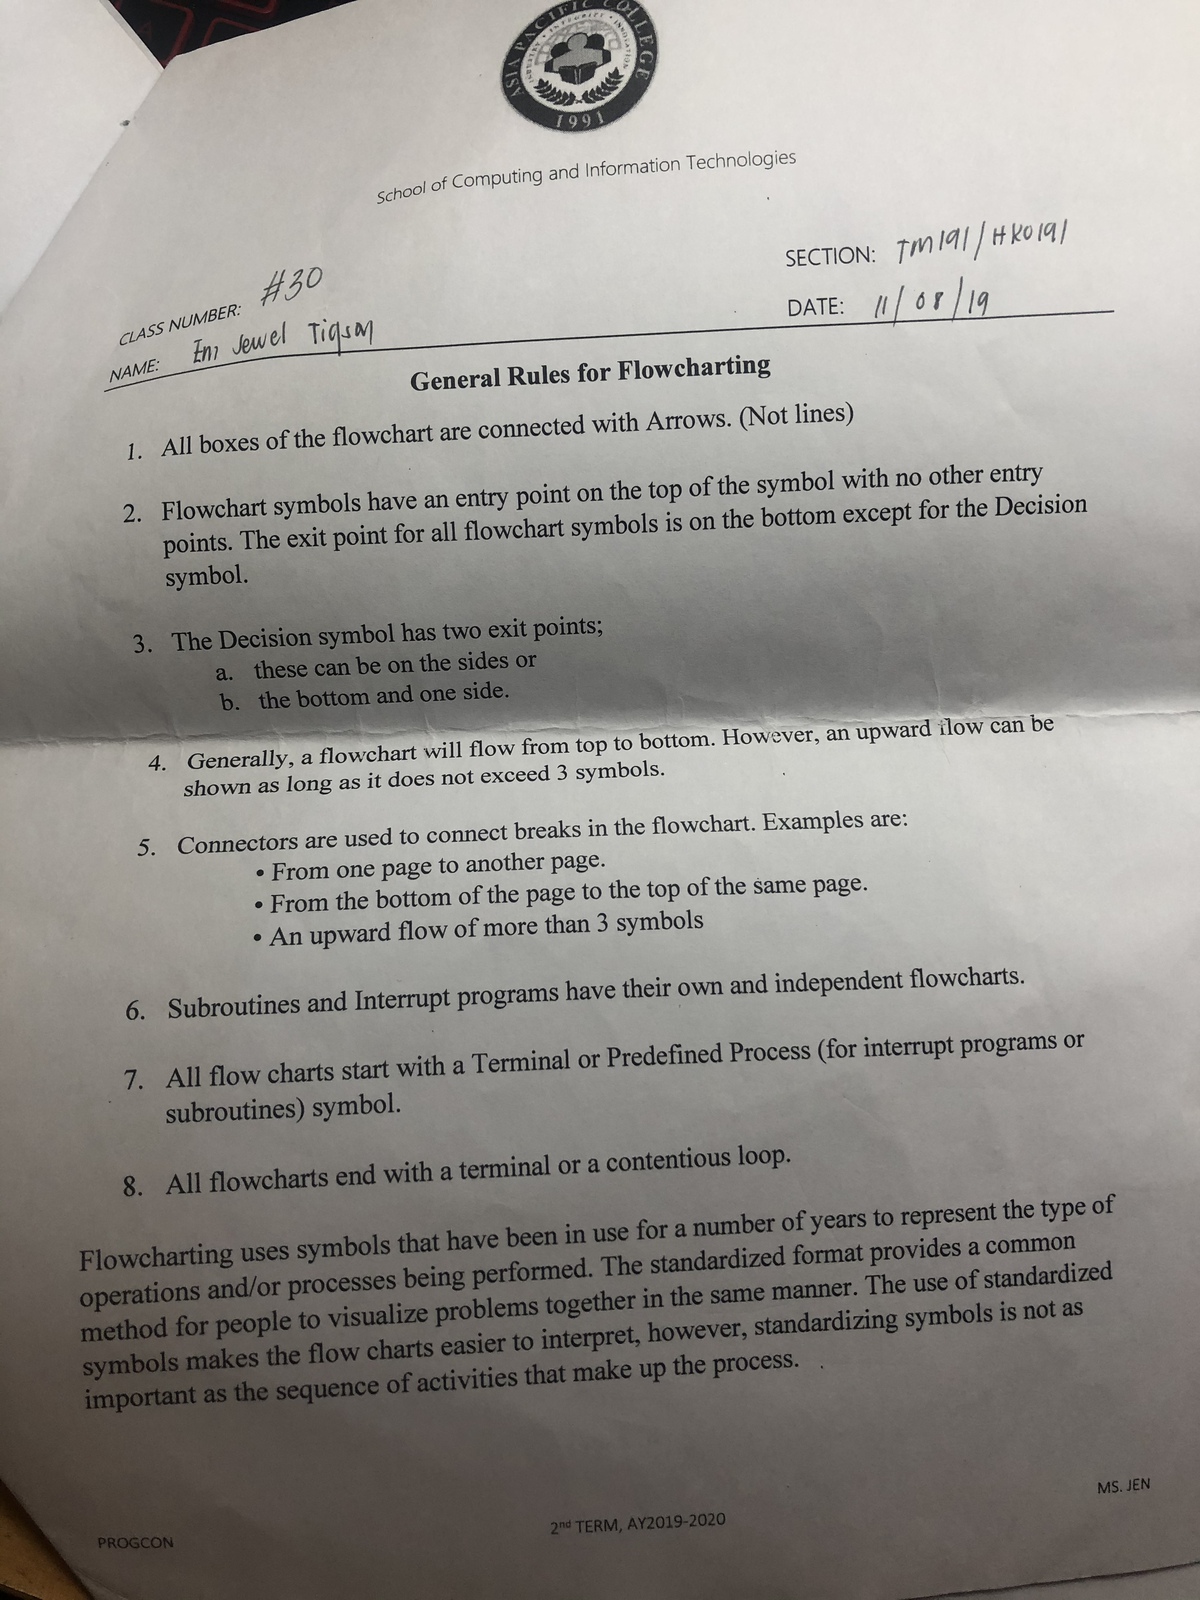 ASIA PACIFIC COLLEGE
INDUSTRY • INTEGRITY • INNOVATION
1991
School of Computing and Information Technologies
CLASS NUMBER: #30
SECTION: TM191/HRO191
NAME: Jewel
DATE: 11/08/19
General Rules for Flowcharting
1. All boxes of the flowchart are connected with Arrows. (Not lines)
2. Flowchart symbols have an entry point on the top of the symbol with no other entry
points. The exit point for all flowchart symbols is on the bottom except for the Decision
symbol.
3. The Decision symbol has two exit points;
a. these can be on the sides or
b. the bottom and one side.
4. Generally, a flowchart will flow from top to bottom. However, an upward flow can be
shown as long as it does not exceed 3 symbols.
5. Connectors are used to connect breaks in the flowchart. Examples are:
• From one page to another page.
• From the bottom of the page to the top of the same page.
• An upward flow of more than 3 symbols
6. Subroutines and Interrupt programs have their own and independent flowcharts.
7. All flow charts start with a Terminal or Predefined Process (for interrupt programs or
subroutines) symbol.
8. All flowcharts end with a terminal or a contentious loop.
Flowcharting uses symbols that have been in use for a number of years to represent the type of
operations and/or processes being performed. The standardized format provides a common
method for people to visualize problems together in the same manner. The use of standardized
symbols makes the flow charts easier to interpret, however, standardizing symbols is not as
important as the sequence of activities that make up the process.
MS. JEN
2nd TERM, AY2019-2020
PROGCON